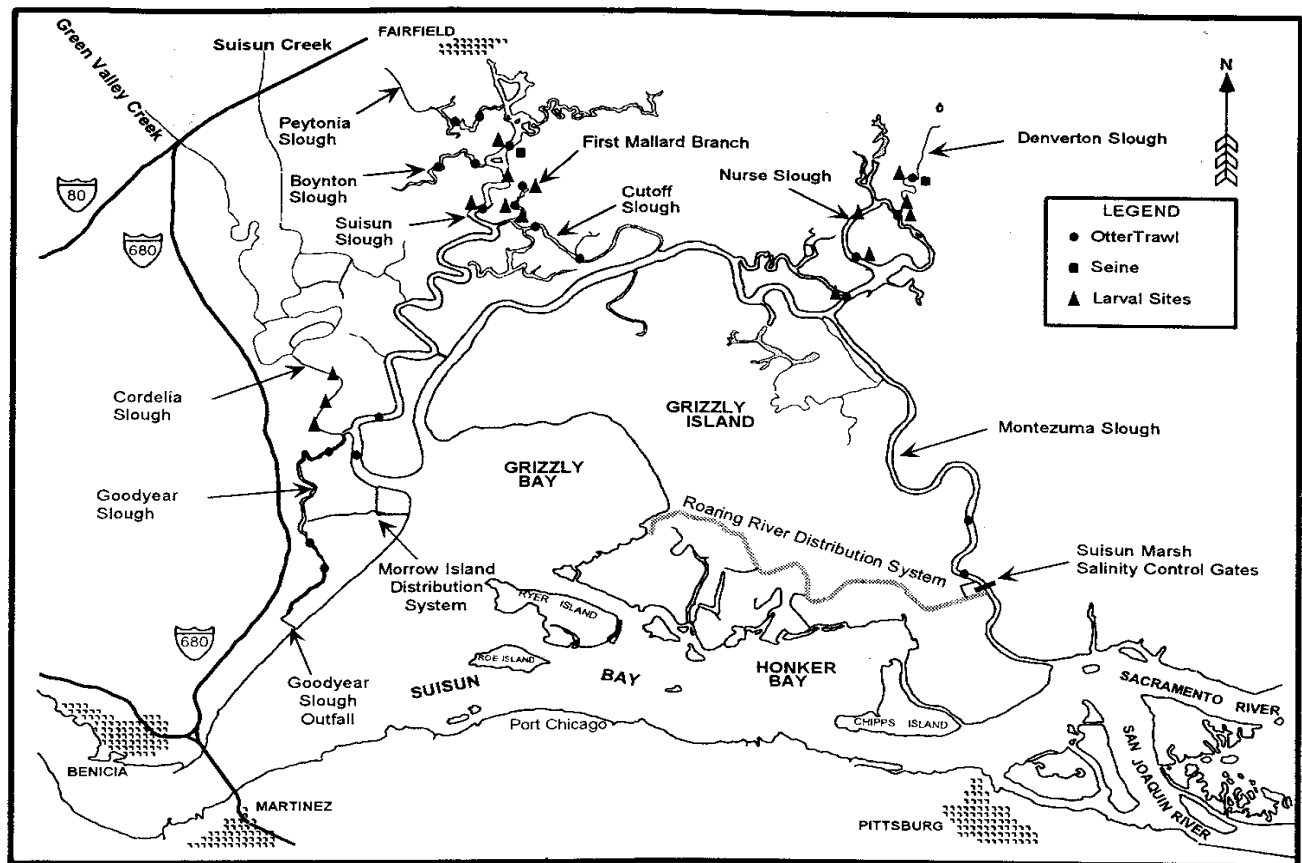 Green Valley Creek
Suisun Creek
FAIRFIELD
N
Peytonia
Slough
First Mallard Branch
Denverton Slough
Boynton
Slough
Nurse Slough
80
Cutoff
Slough
Suisun
Slough
LEGEND
OtterTrawl
Seine
Larval Sites
680
Cordelia
Slough
GRIZZLY
ISLAND
Montezuma Slough
GRIZZLY
BAY
Goodyear
Slough
Roaring River Distribution System
Suisun Marsh
Salinity Control Gates
Morrow Island
Distribution
System
RYER ISLAND
680
ROE ISLAND
HONKER
BAY
SUISUN BAY
Goodyear
Slough
Outfall
SACRAMENTO RIVER
Port Chicago
CHIPPS ISLAND
SAN JOAQUIN RIVER
BENICIA
MARTINEZ
PITTSBURG